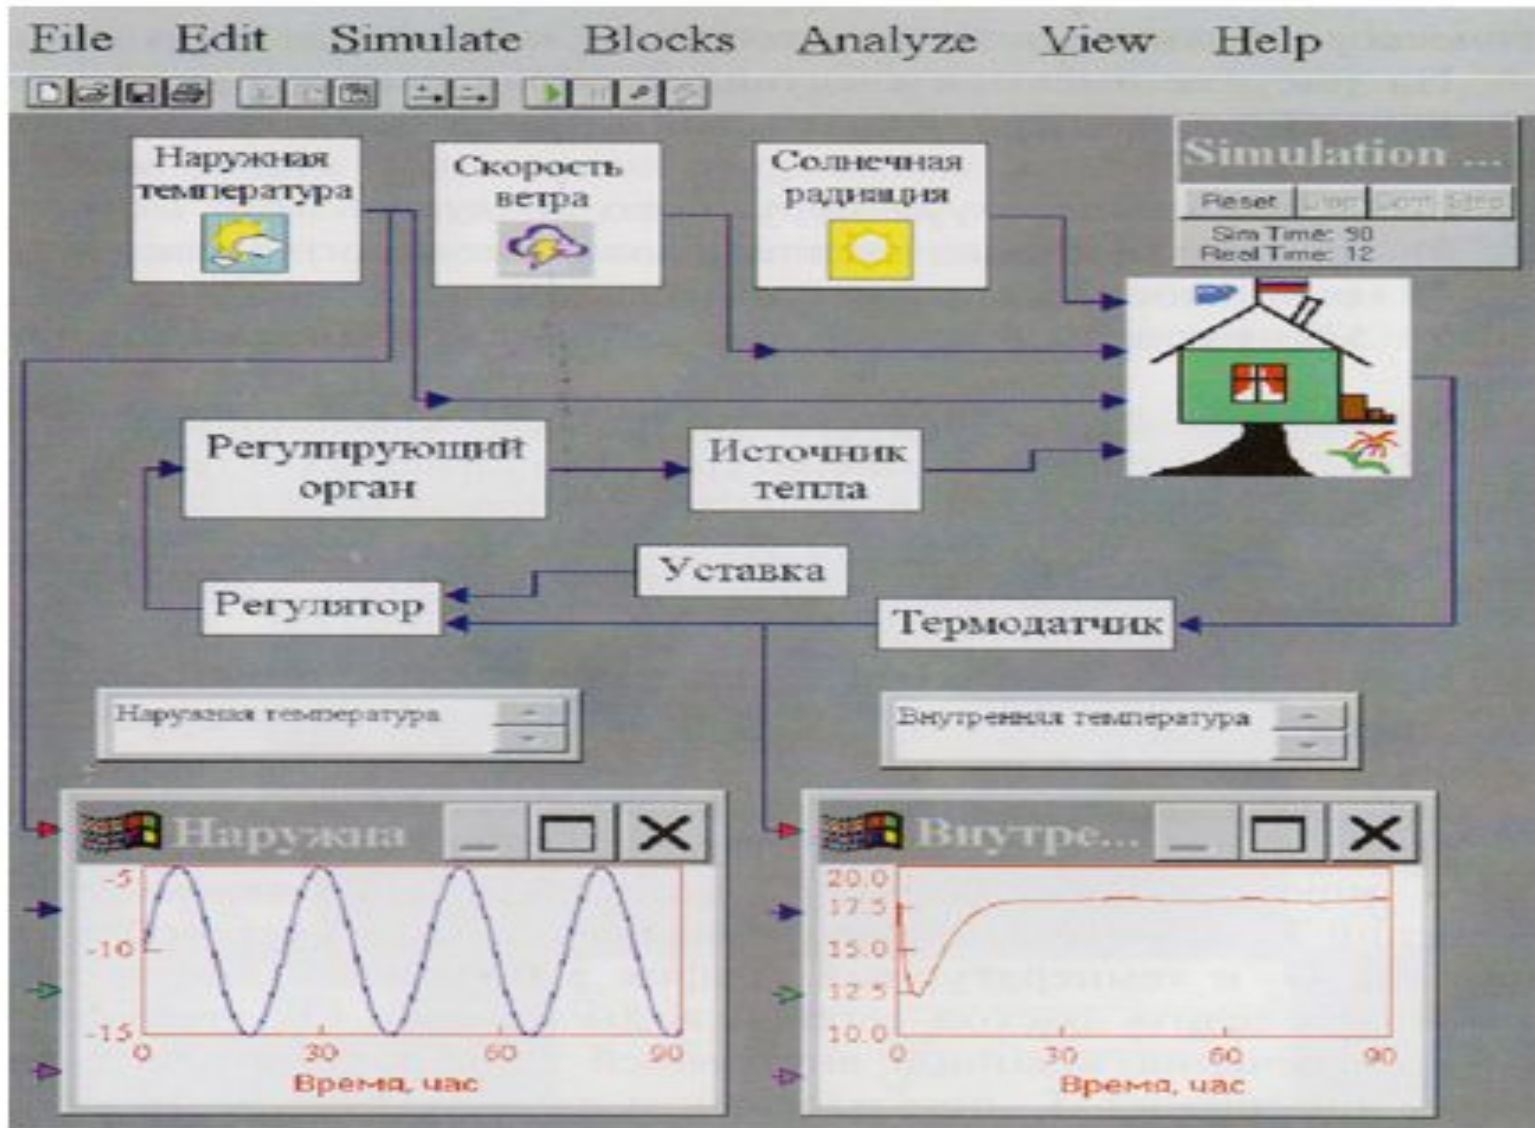 File Edit Simulate Blocks Analyze View Help
Наружная
температура
Скорость
ветра
Солнечная
радиация
Simulation ...
Reset
Sim Time: 90
Real Time: 12
Регулирующий
орган
Источник
тепла
Уставка
Регулятор
Термодатчик
Наружная температура
Внутренняя температура
Наружна
-5
-10
-15
0 30 60 90
Время, час
Внутре...
20.0
17.5
15.0
12.5
10.0
0 30 60 90
Время, час